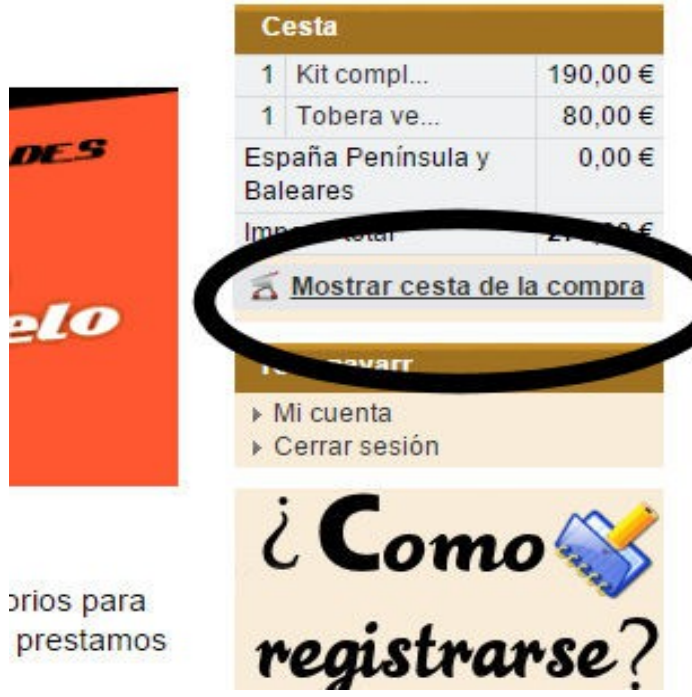 Cesta
1 Kit compl... 190,00 €
1 Tobera ve... 80,00 €
España Península y 0,00 €
Baleares
Mostrar cesta de la compra
Mi cuenta
Cerrar sesión
¿Como
registrarse?
DES
elo
orios para
prestamos